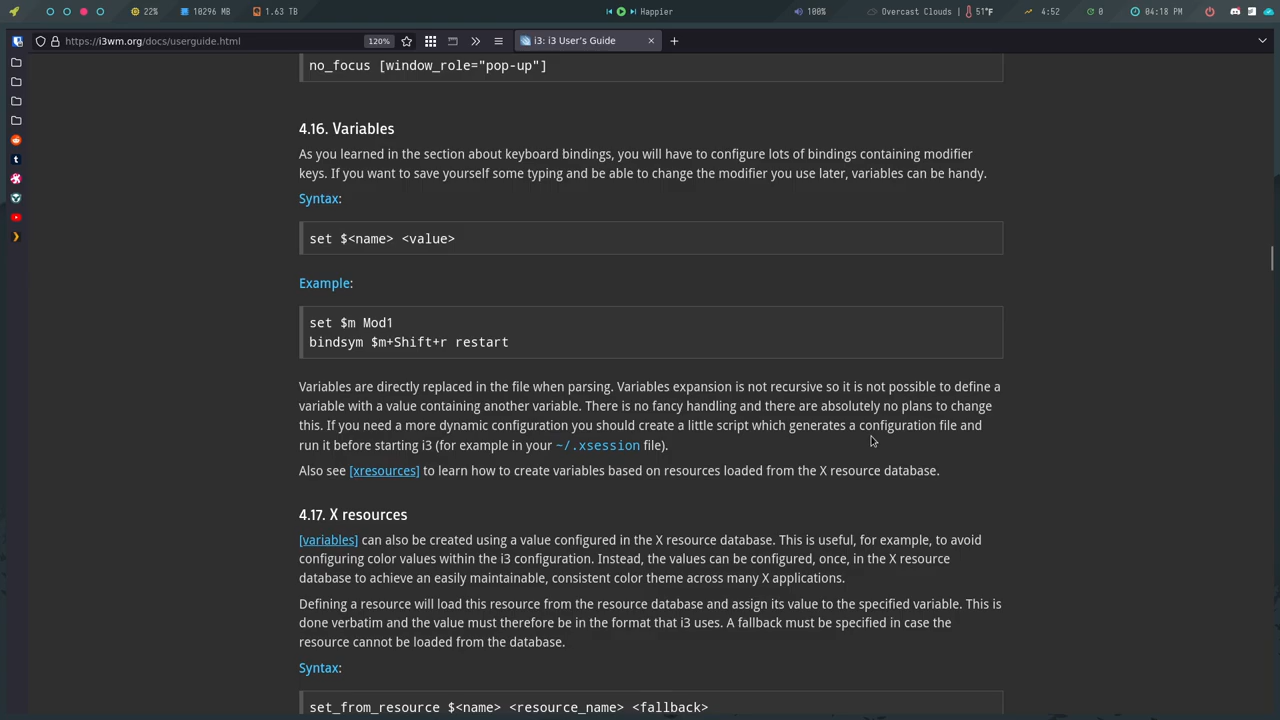 22%
10296 MB
1.63 TB
Happier
100%
Overcast Clouds |
51°F
4:52
0
04:18 PM
https://i3wm.org/docs/userguide.html
120%
i3: i3 User's Guide
no_focus [window_role="pop-up"]
4.16. Variables
As you learned in the section about keyboard bindings, you will have to configure lots of bindings containing modifier
keys. If you want to save yourself some typing and be able to change the modifier you use later, variables can be handy.
Syntax:
set $<name> <value>
Example:
set $m Mod1
bindsym $m+Shift+r restart
Variables are directly replaced in the file when parsing. Variables expansion is not recursive so it is not possible to define a
variable with a value containing another variable. There is no fancy handling and there are absolutely no plans to change
this. If you need a more dynamic configuration you should create a little script which generates a configuration file and
run it before starting i3 (for example in your ~/.xsession file).
Also see [xresources] to learn how to create variables based on resources loaded from the X resource database.
4.17. X resources
[variables] can also be created using a value configured in the X resource database. This is useful, for example, to avoid
configuring color values within the i3 configuration. Instead, the values can be configured, once, in the X resource
database to achieve an easily maintainable, consistent color theme across many X applications.
Defining a resource will load this resource from the resource database and assign its value to the specified variable. This is
done verbatim and the value must therefore be in the format that i3 uses. A fallback must be specified in case the
resource cannot be loaded from the database.
Syntax:
set_from_resource $<name> <resource_name> <fallback>